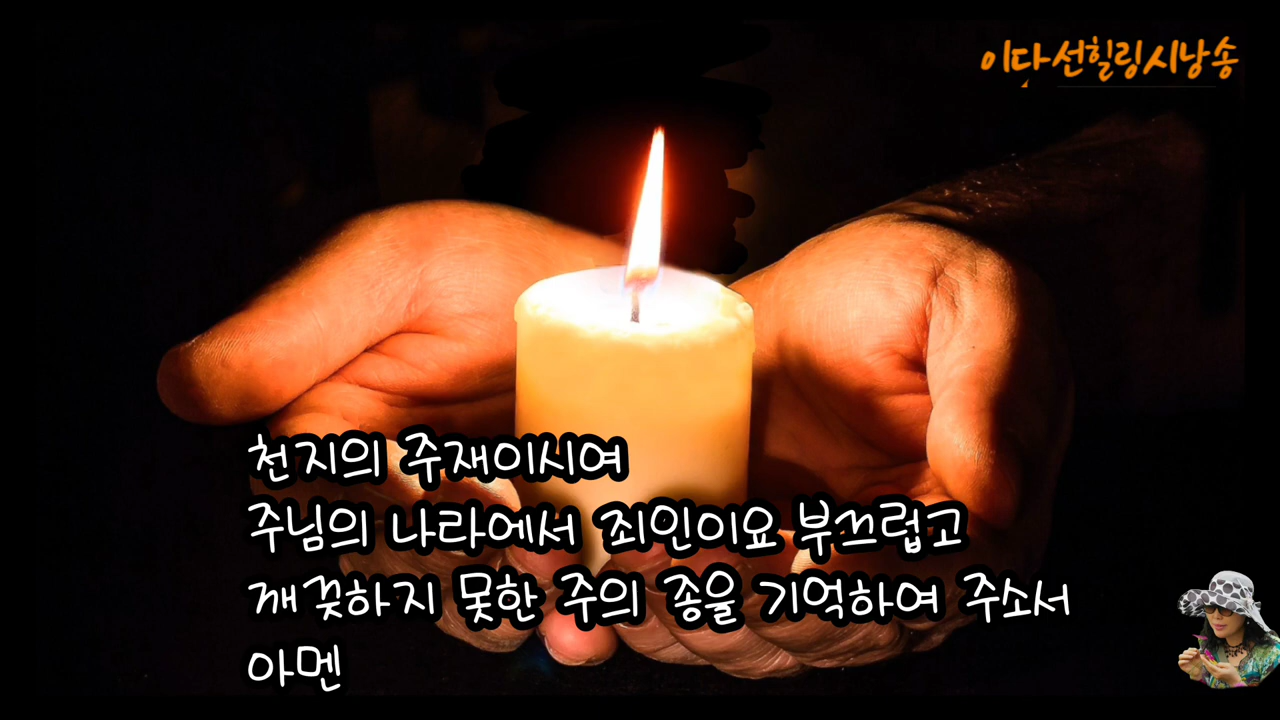 이다선힐링시낭송
천지의 주재이시여
주님의 나라에서 죄인이요 부끄럽고
깨끗하지 못한 주의 종을 기억하여 주소서
아멘